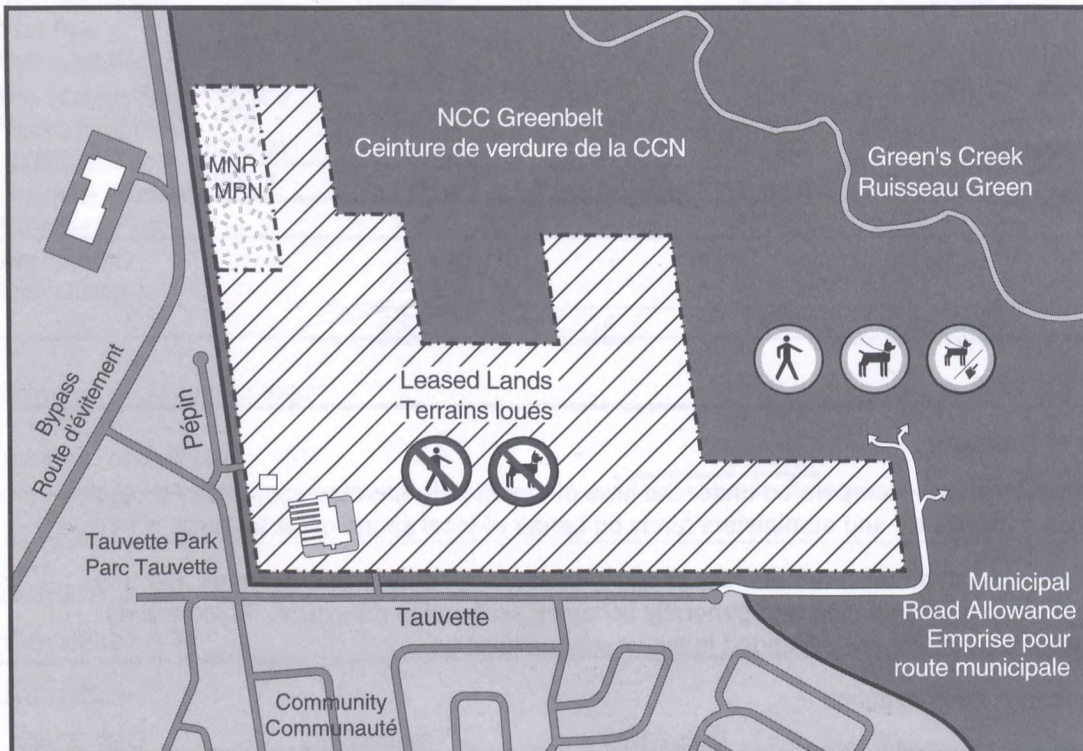 NCC Greenbelt
Ceinture de verdure de la CCN
Green's Creek
Ruisseau Green
MNR
MRN
Leased Lands
Terrains loués
Bypass
Route d'évitement
Pépin
Tauvette Park
Parc Tauvette
Tauvette
Municipal
Road Allowance
Emprise pour
route municipale
Community
Communauté